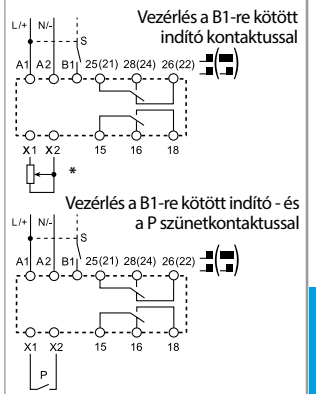 Vezérlés a B1-re kötött
indító kontaktussal
L/+ N/-
S
A1 A2 B1 25(21) 28(24) 26(22)
X1 X2 15 16 18
*
Vezérlés a B1-re kötött indító - és
a P szünetkontaktussal
L/+ N/-
S
A1 A2 B1 25(21) 28(24) 26(22)
X1 X2 15 16 18
P